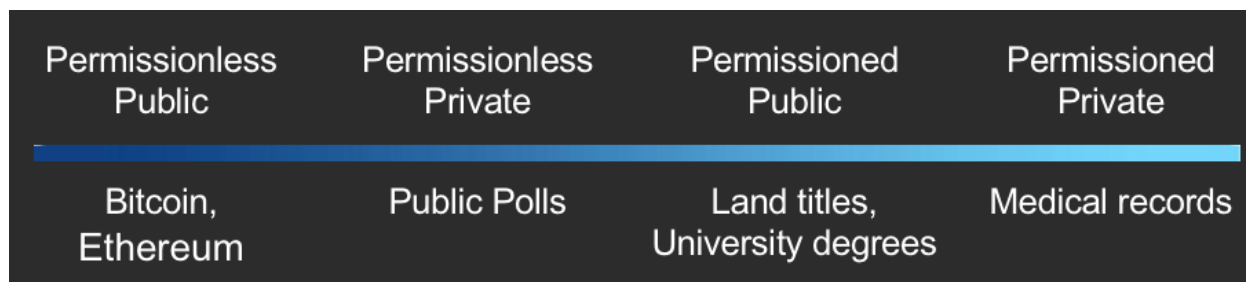 Permissionless Public
Permissionless Private
Permissioned Public
Permissioned Private
Bitcoin, Ethereum
Public Polls
Land titles, University degrees
Medical records